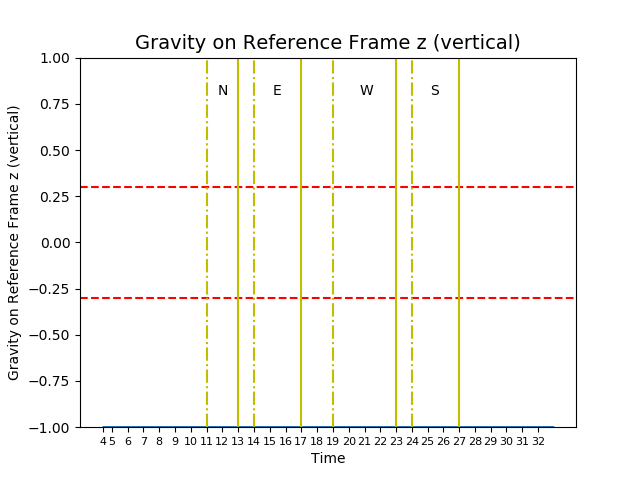 Gravity on Reference Frame z (vertical)
1.00
0.75
0.50
0.25
0.00
−0.25
−0.50
−0.75
−1.00
Gravity on Reference Frame z (vertical)
N E W S
4 5 6 7 8 9 10 11 12 13 14 15 16 17 18 19 20 21 22 23 24 25 26 27 28 29 30 31 32
Time